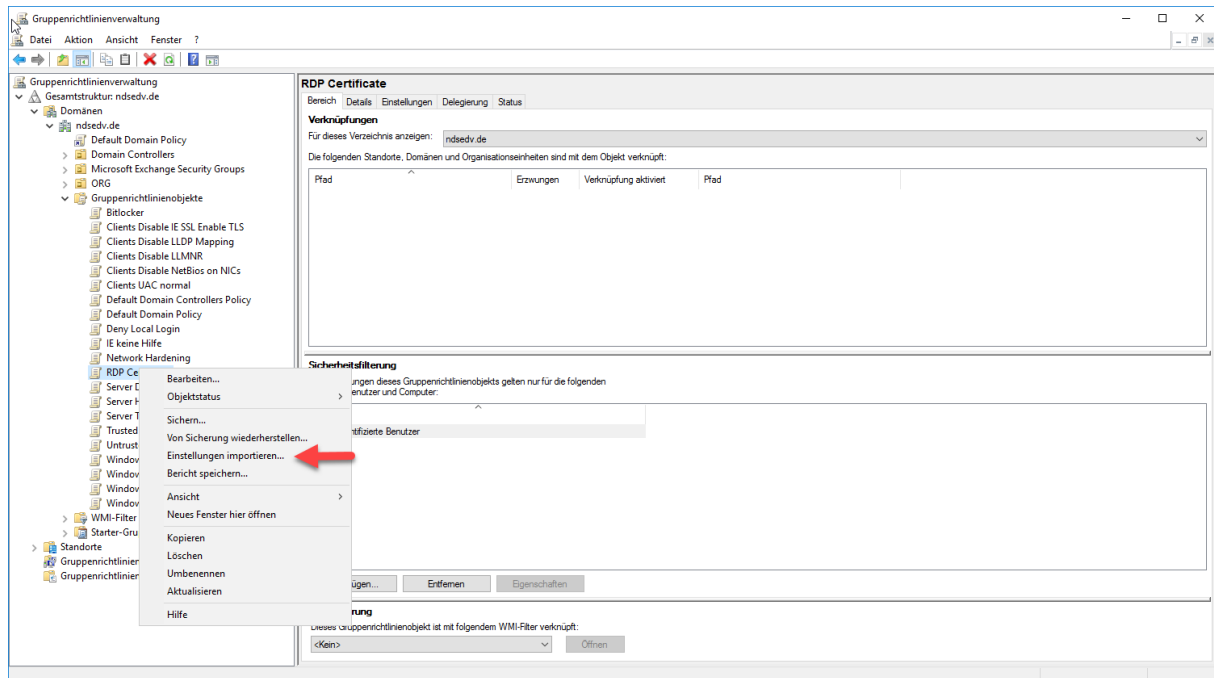 Gruppenrichtlinienverwaltung
Datei Aktion Ansicht Fenster ?
Gruppenrichtlinienverwaltung
Gesamtstruktur: ndsedv.de
Domänen
ndsedv.de
Default Domain Policy
Domain Controllers
Microsoft Exchange Security Groups
ORG
Gruppenrichtlinienobjekte
Bitlocker
Clients Disable IE SSL Enable TLS
Clients Disable LLDP Mapping
Clients Disable LLMNR
Clients Disable NetBios on NICs
Clients UAC normal
Default Domain Controllers Policy
Default Domain Policy
Deny Local Login
IE keine Hilfe
Network Hardening
RDP Ce
Server D
Server H
Server T
Trusted
Untrust
Window
Window
Window
Window
WMI-Filter
Starter-Gru
Standorte
Gruppenrichtlinier
Gruppenrichtlinier
Bearbeiten...
Objektstatus
Sichern...
Von Sicherung wiederherstellen...
Einstellungen importieren...
Bericht speichern...
Ansicht
Neues Fenster hier öffnen
Kopieren
Löschen
Umbenennen
Aktualisieren
Hilfe
RDP Certificate
Bereich Details Einstellungen Delegierung Status
Verknüpfungen
Für dieses Verzeichnis anzeigen: ndsedv.de
Die folgenden Standorte, Domänen und Organisationseinheiten sind mit dem Objekt verknüpft:
Pfad Erzwungen Verknüpfung aktiviert Pfad
Sicherheitsfilterung
ungen dieses Gruppenrichtlinienobjekts gelten nur für die folgenden
enutzer und Computer:
ntifizierte Benutzer
ügen... Entfernen Eigenschaften
rung
Dieses Gruppenrichtlinienobjekt ist mit folgendem WMI-Filter verknüpft:
<Kein> Öffnen